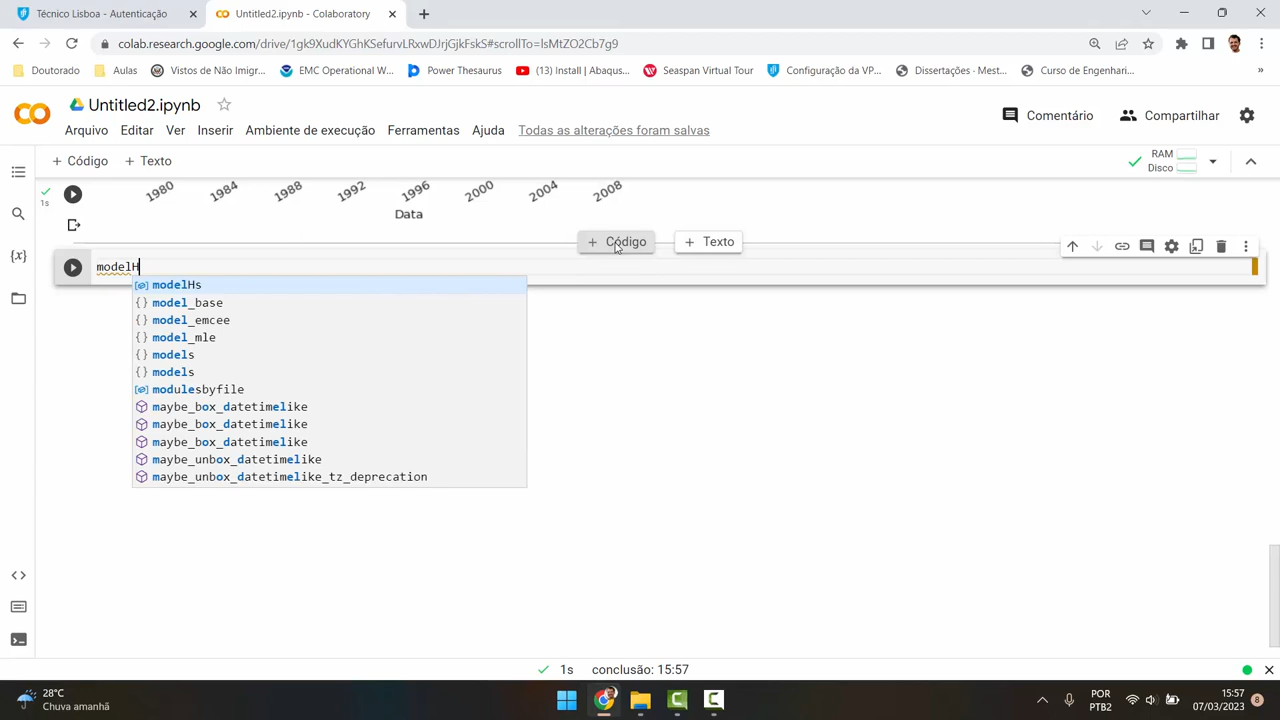 Técnico Lisboa - Autenticação
Untitled2.ipynb - Colaboratory
colab.research.google.com/drive/1gk9XudKYGhKSefurvLRxwDJrjGjkFskS#scrollTo=IsMtZO2Cb7g9
Doutorado
Aulas
Vistos de Não Imigr...
EMC Operational W...
Power Thesaurus
(13) Install | Abaqus...
Seaspan Virtual Tour
Configuração da VP...
Dissertações · Mest...
Curso de Engenhari...
»
Untitled2.ipynb
Comentário
Compartilhar
Arquivo Editar Ver Inserir Ambiente de execução Ferramentas Ajuda Todas as alterações foram salvas
+ Código + Texto
RAM
Disco
1s
1980 1984 1988 1992 1996 2000 2004 2008
Data
+ Código + Texto
modelH
modelHs
model_base
model_emcee
model_mle
models
models
modulesbyfile
maybe_box_datetimelike
maybe_box_datetimelike
maybe_box_datetimelike
maybe_unbox_datetimelike
maybe_unbox_datetimelike_tz_deprecation
1s conclusão: 15:57
28°C
Chuva amanhã
POR
PTB2
15:57
07/03/2023
8